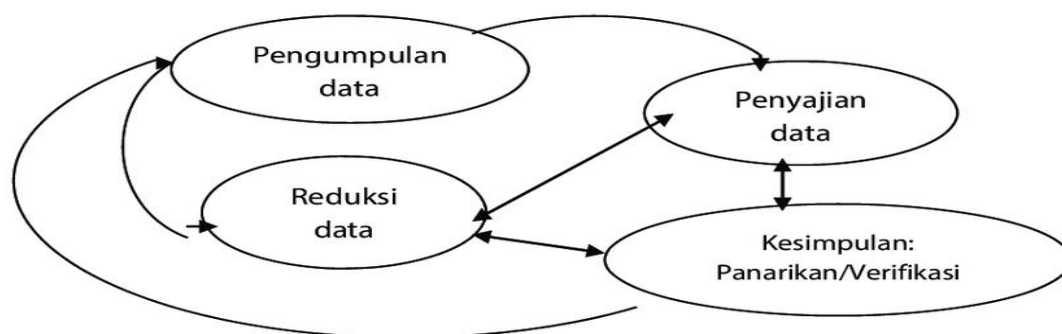 Pengumpulan
data
Penyajian
data
Reduksi
data
Kesimpulan:
Panarikan/Verifikasi